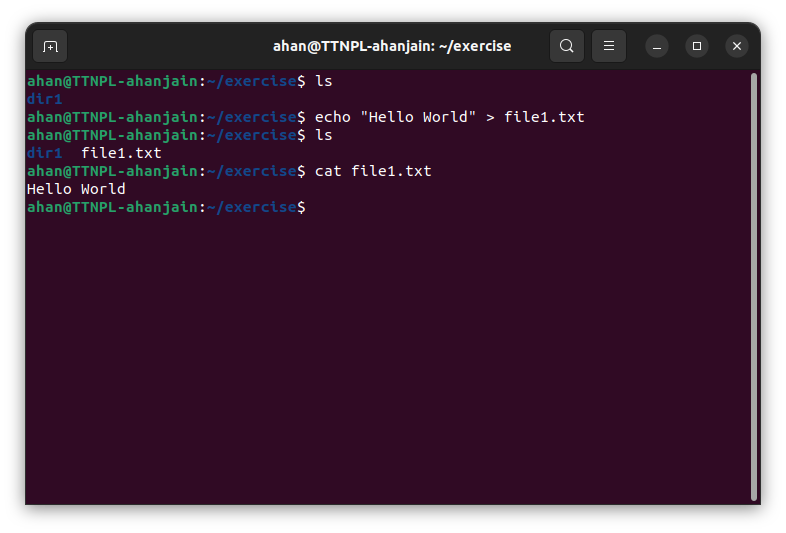 ahan@TTNPL-ahanjain: ~/exercise
ahan@TTNPL-ahanjain:~/exercise$ ls
dir1
ahan@TTNPL-ahanjain:~/exercise$ echo "Hello World" > file1.txt
ahan@TTNPL-ahanjain:~/exercise$ ls
dir1  file1.txt
ahan@TTNPL-ahanjain:~/exercise$ cat file1.txt
Hello World
ahan@TTNPL-ahanjain:~/exercise$